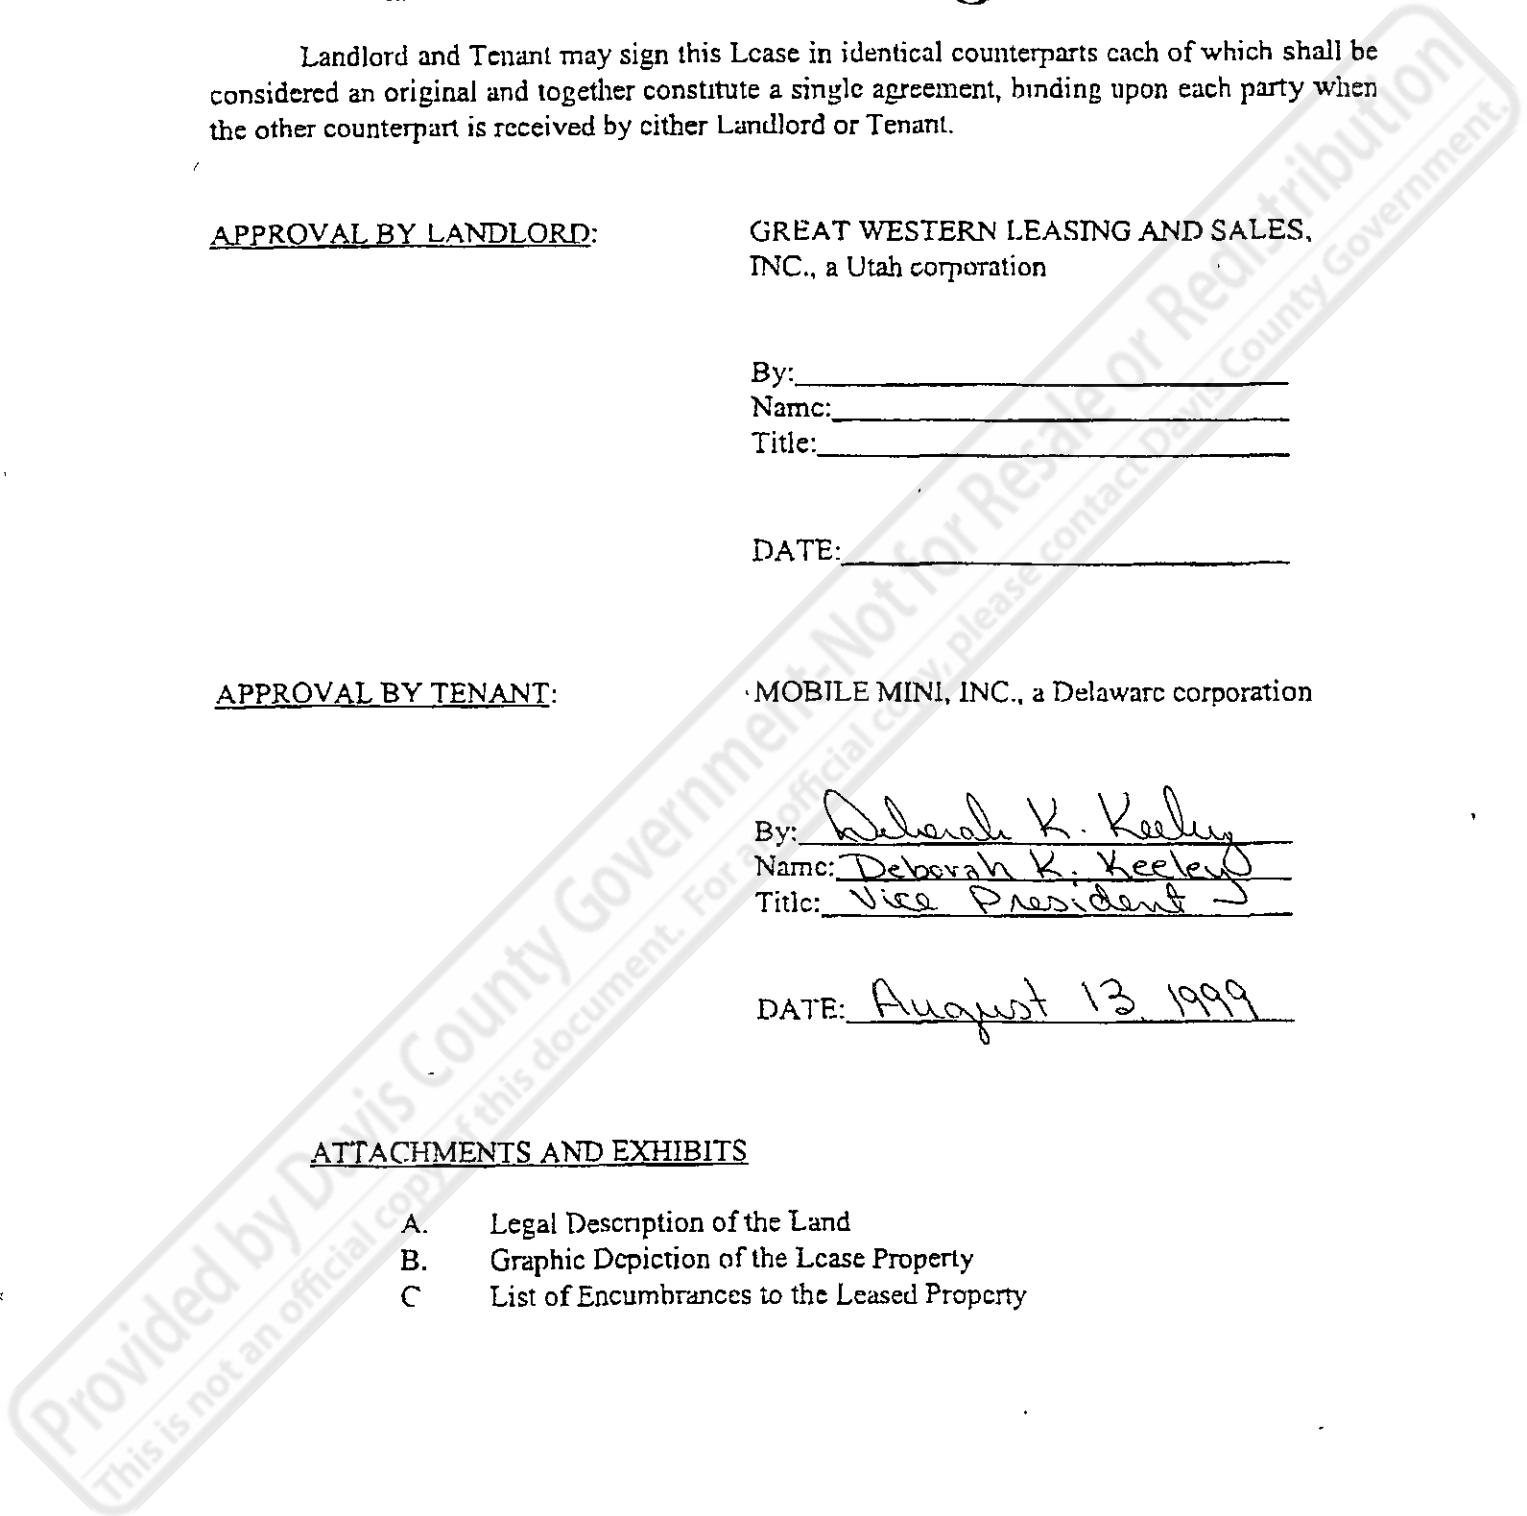 Landlord and Tenant may sign this Lease in identical counterparts each of which shall be
considered an original and together constitute a single agreement, binding upon each party when
the other counterpart is received by either Landlord or Tenant.
APPROVAL BY LANDLORD:
GREAT WESTERN LEASING AND SALES,
INC., a Utah corporation
By:
Name:
Title:
DATE:
APPROVAL BY TENANT:
MOBILE MINI, INC., a Delaware corporation
By: Deborah K. Keeley
Name: Deborah K. Keeley
Title: Vice President
DATE: August 13, 1999
ATTACHMENTS AND EXHIBITS
A. Legal Description of the Land
B. Graphic Depiction of the Lease Property
C List of Encumbrances to the Leased Property
Provided by Davis County Government-Not for Resale or Redistribution
This is not an official copy of this document. For an official copy, please contact Davis County Government.